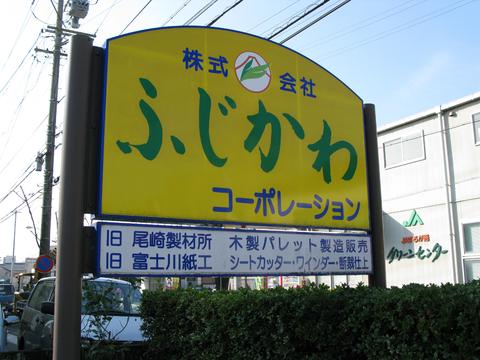 株式 会社
ふじかわ
コーポレーション
旧 尾崎製材所 木製パレット製造販売
旧 富士川紙工 シートカッター・ワインダー・断裁仕上
グリーンセンター